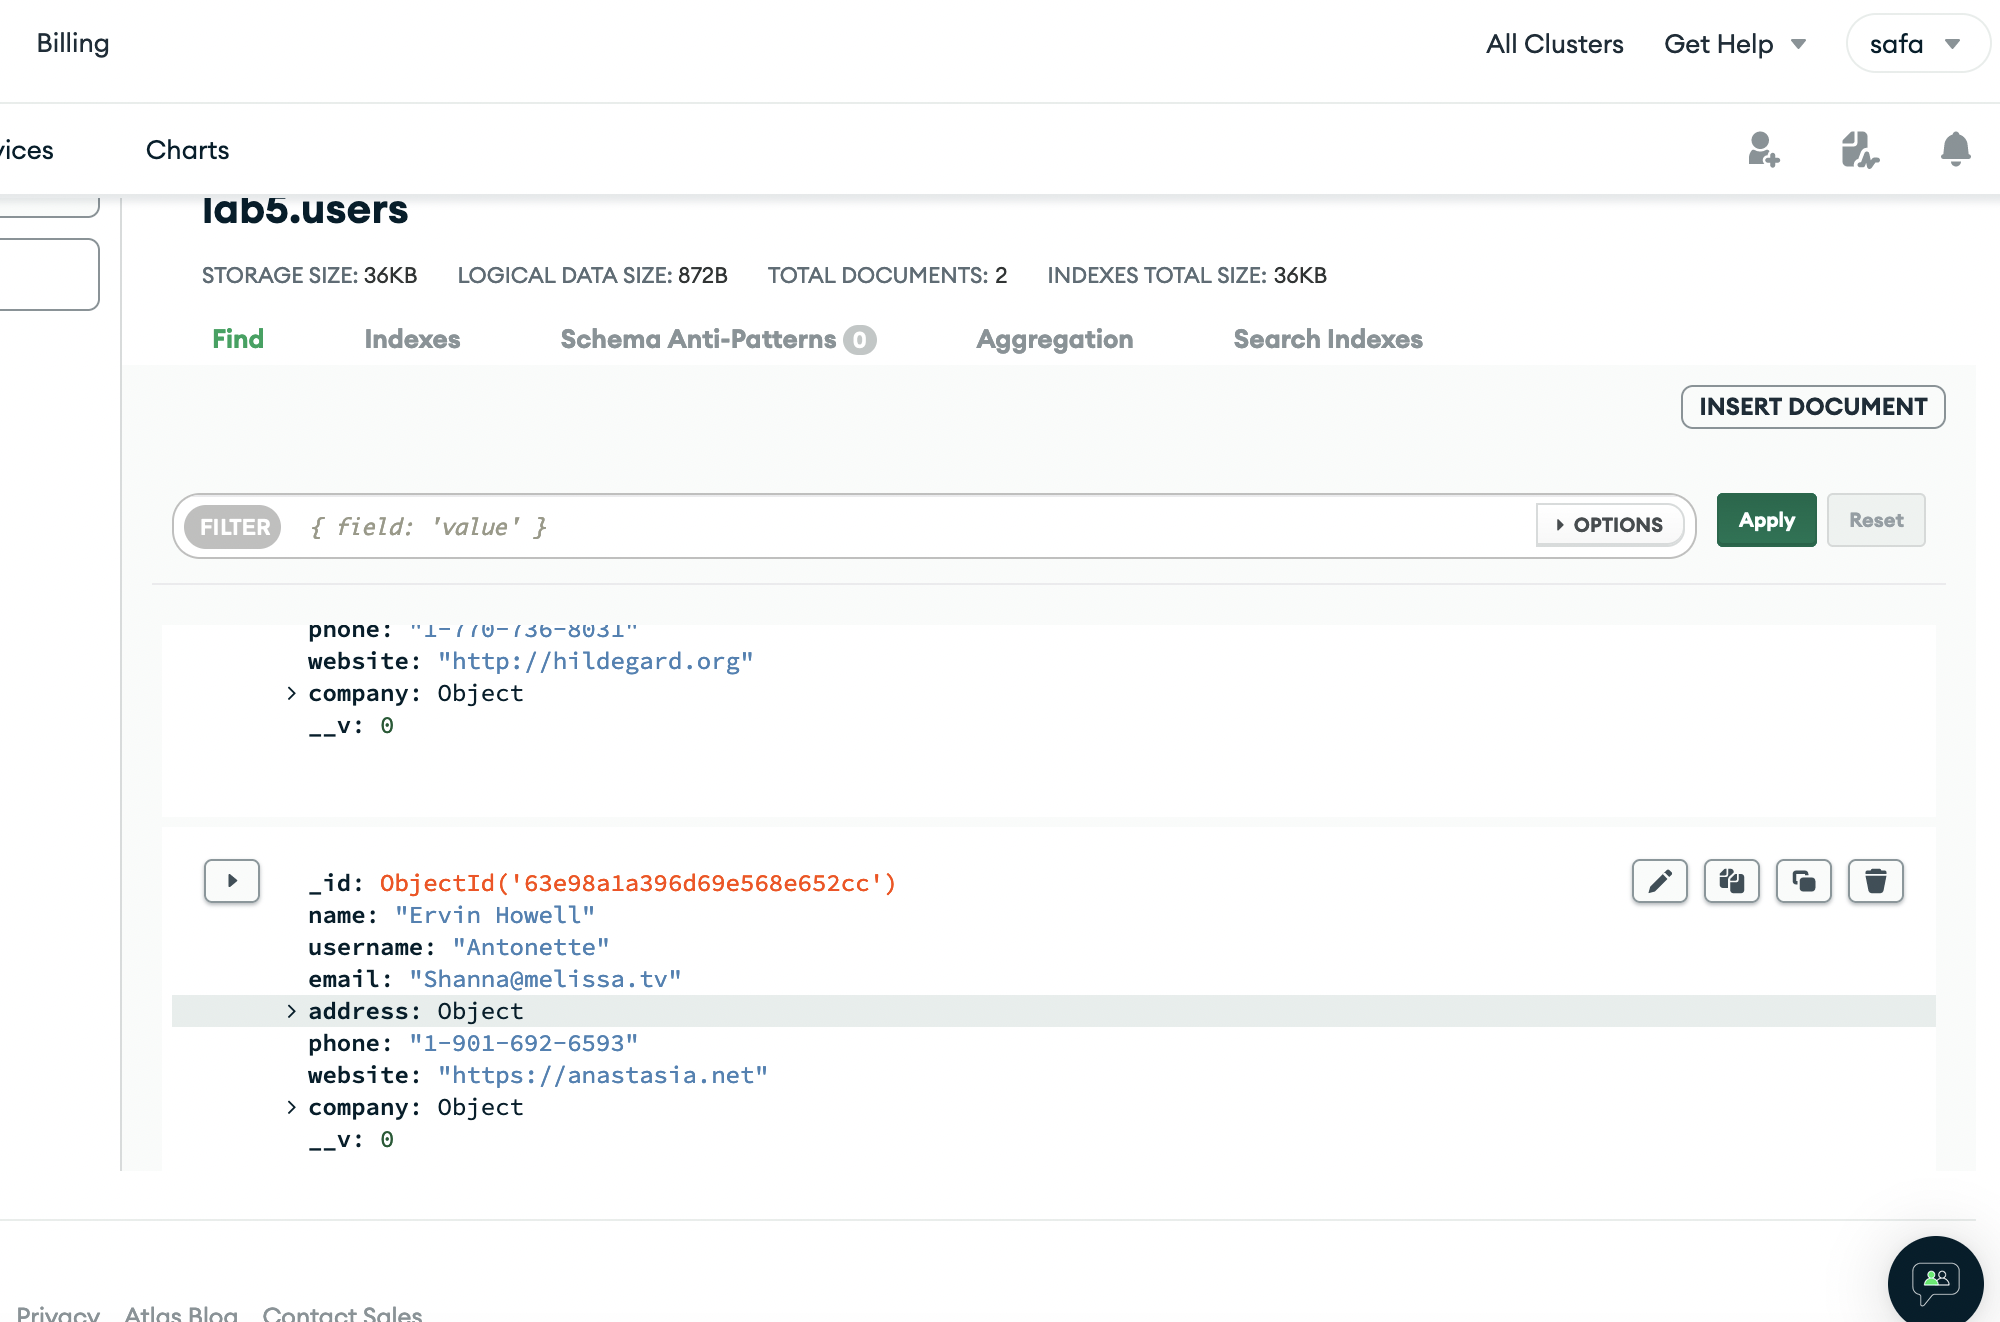 Billing
All Clusters Get Help safa
vices Charts
lab5.users
STORAGE SIZE: 36KB LOGICAL DATA SIZE: 872B TOTAL DOCUMENTS: 2 INDEXES TOTAL SIZE: 36KB
Find Indexes Schema Anti-Patterns 0 Aggregation Search Indexes
INSERT DOCUMENT
FILTER { field: 'value' } OPTIONS Apply Reset
phone: "1-770-736-8031"
website: "http://hildegard.org"
company: Object
__v: 0
_id: ObjectId('63e98a1a396d69e568e652cc')
name: "Ervin Howell"
username: "Antonette"
email: "Shanna@melissa.tv"
address: Object
phone: "1-901-692-6593"
website: "https://anastasia.net"
company: Object
__v: 0
Privacy Atlas Blog Contact Sales